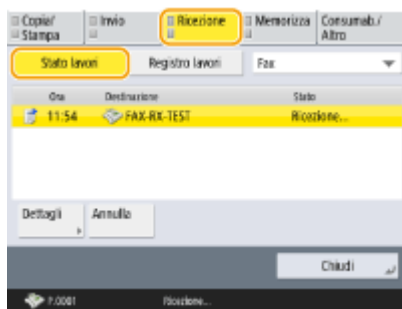 Copia/ Stampa Invio Ricezione Memorizza Consumab./ Altro
Stato lavori Registro lavori Fax
Ora Destinazione Stato
11:54 FAX-RX-TEST Ricezione...
Dettagli Annulla
Chiudi
P.0001 Ricezione...